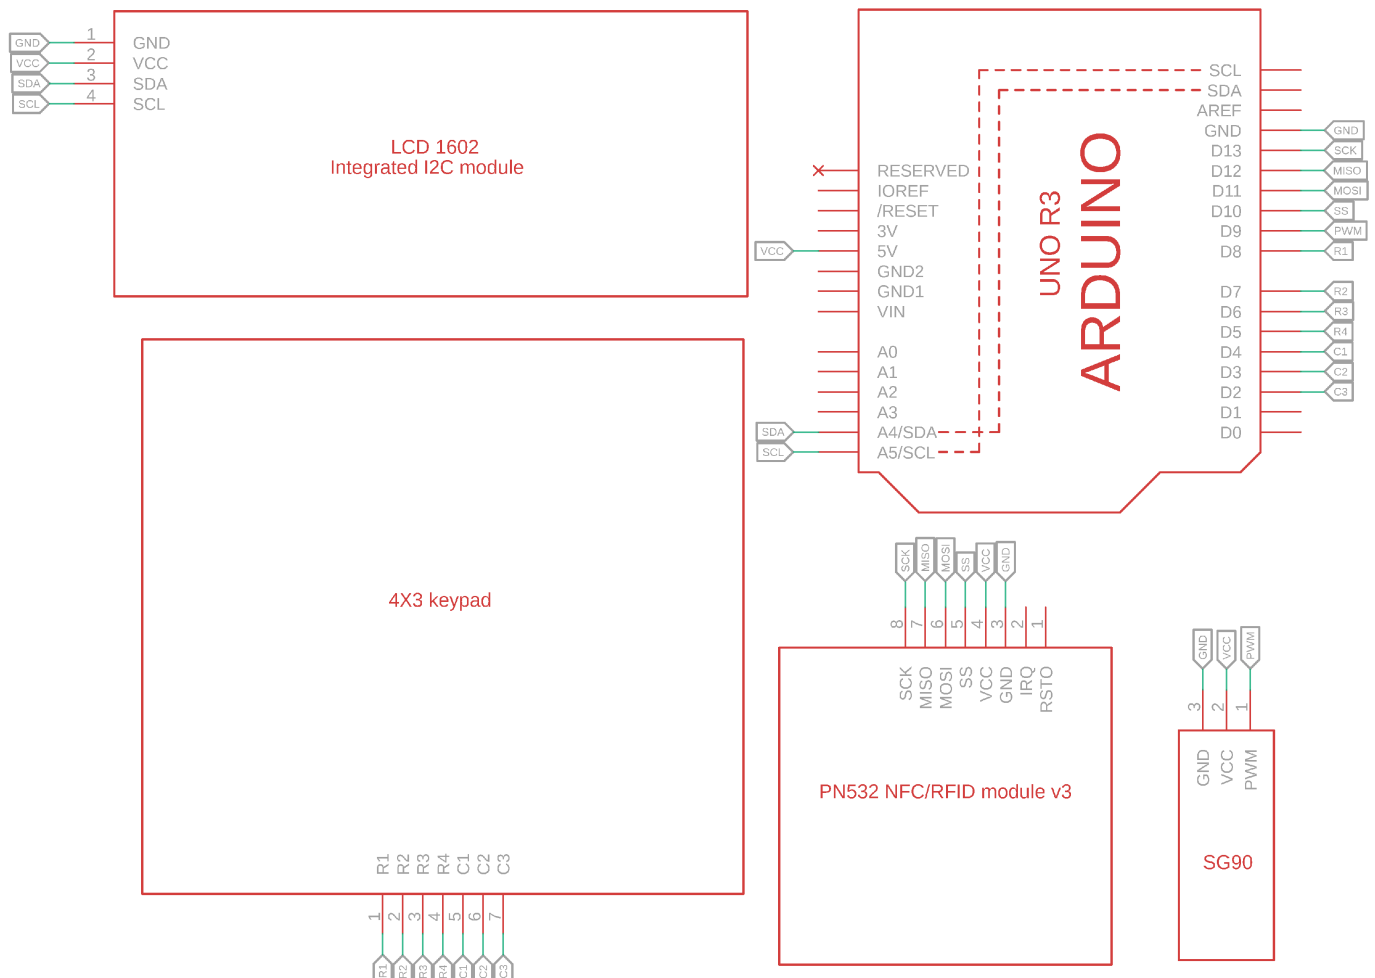 GND 1 GND
VCC 2 VCC
SDA 3 SDA
SCL 4 SCL
LCD 1602
Integrated I2C module
RESERVED
IOREF
/RESET
3V
VCC 5V
GND2
GND1
VIN
A0
A1
A2
A3
SDA A4/SDA
SCL A5/SCL
UNO R3
ARDUINO
SCL
SDA
AREF
GND GND
D13 SCK
D12 MISO
D11 MOSI
D10 SS
D9 PWM
D8 R1
D7 R2
D6 R3
D5 R4
D4 C1
D3 C2
D2 C3
D1
D0
4X3 keypad
R1 R2 R3 R4 C1 C2 C3
1 2 3 4 5 6 7
R1 R2 R3 R4 C1 C2 C3
SCK MISO MOSI SS VCC GND
8 7 6 5 4 3 2 1
SCK MISO MOSI SS VCC GND IRQ RSTO
PN532 NFC/RFID module v3
GND VCC PWM
3 2 1
GND VCC PWM
SG90